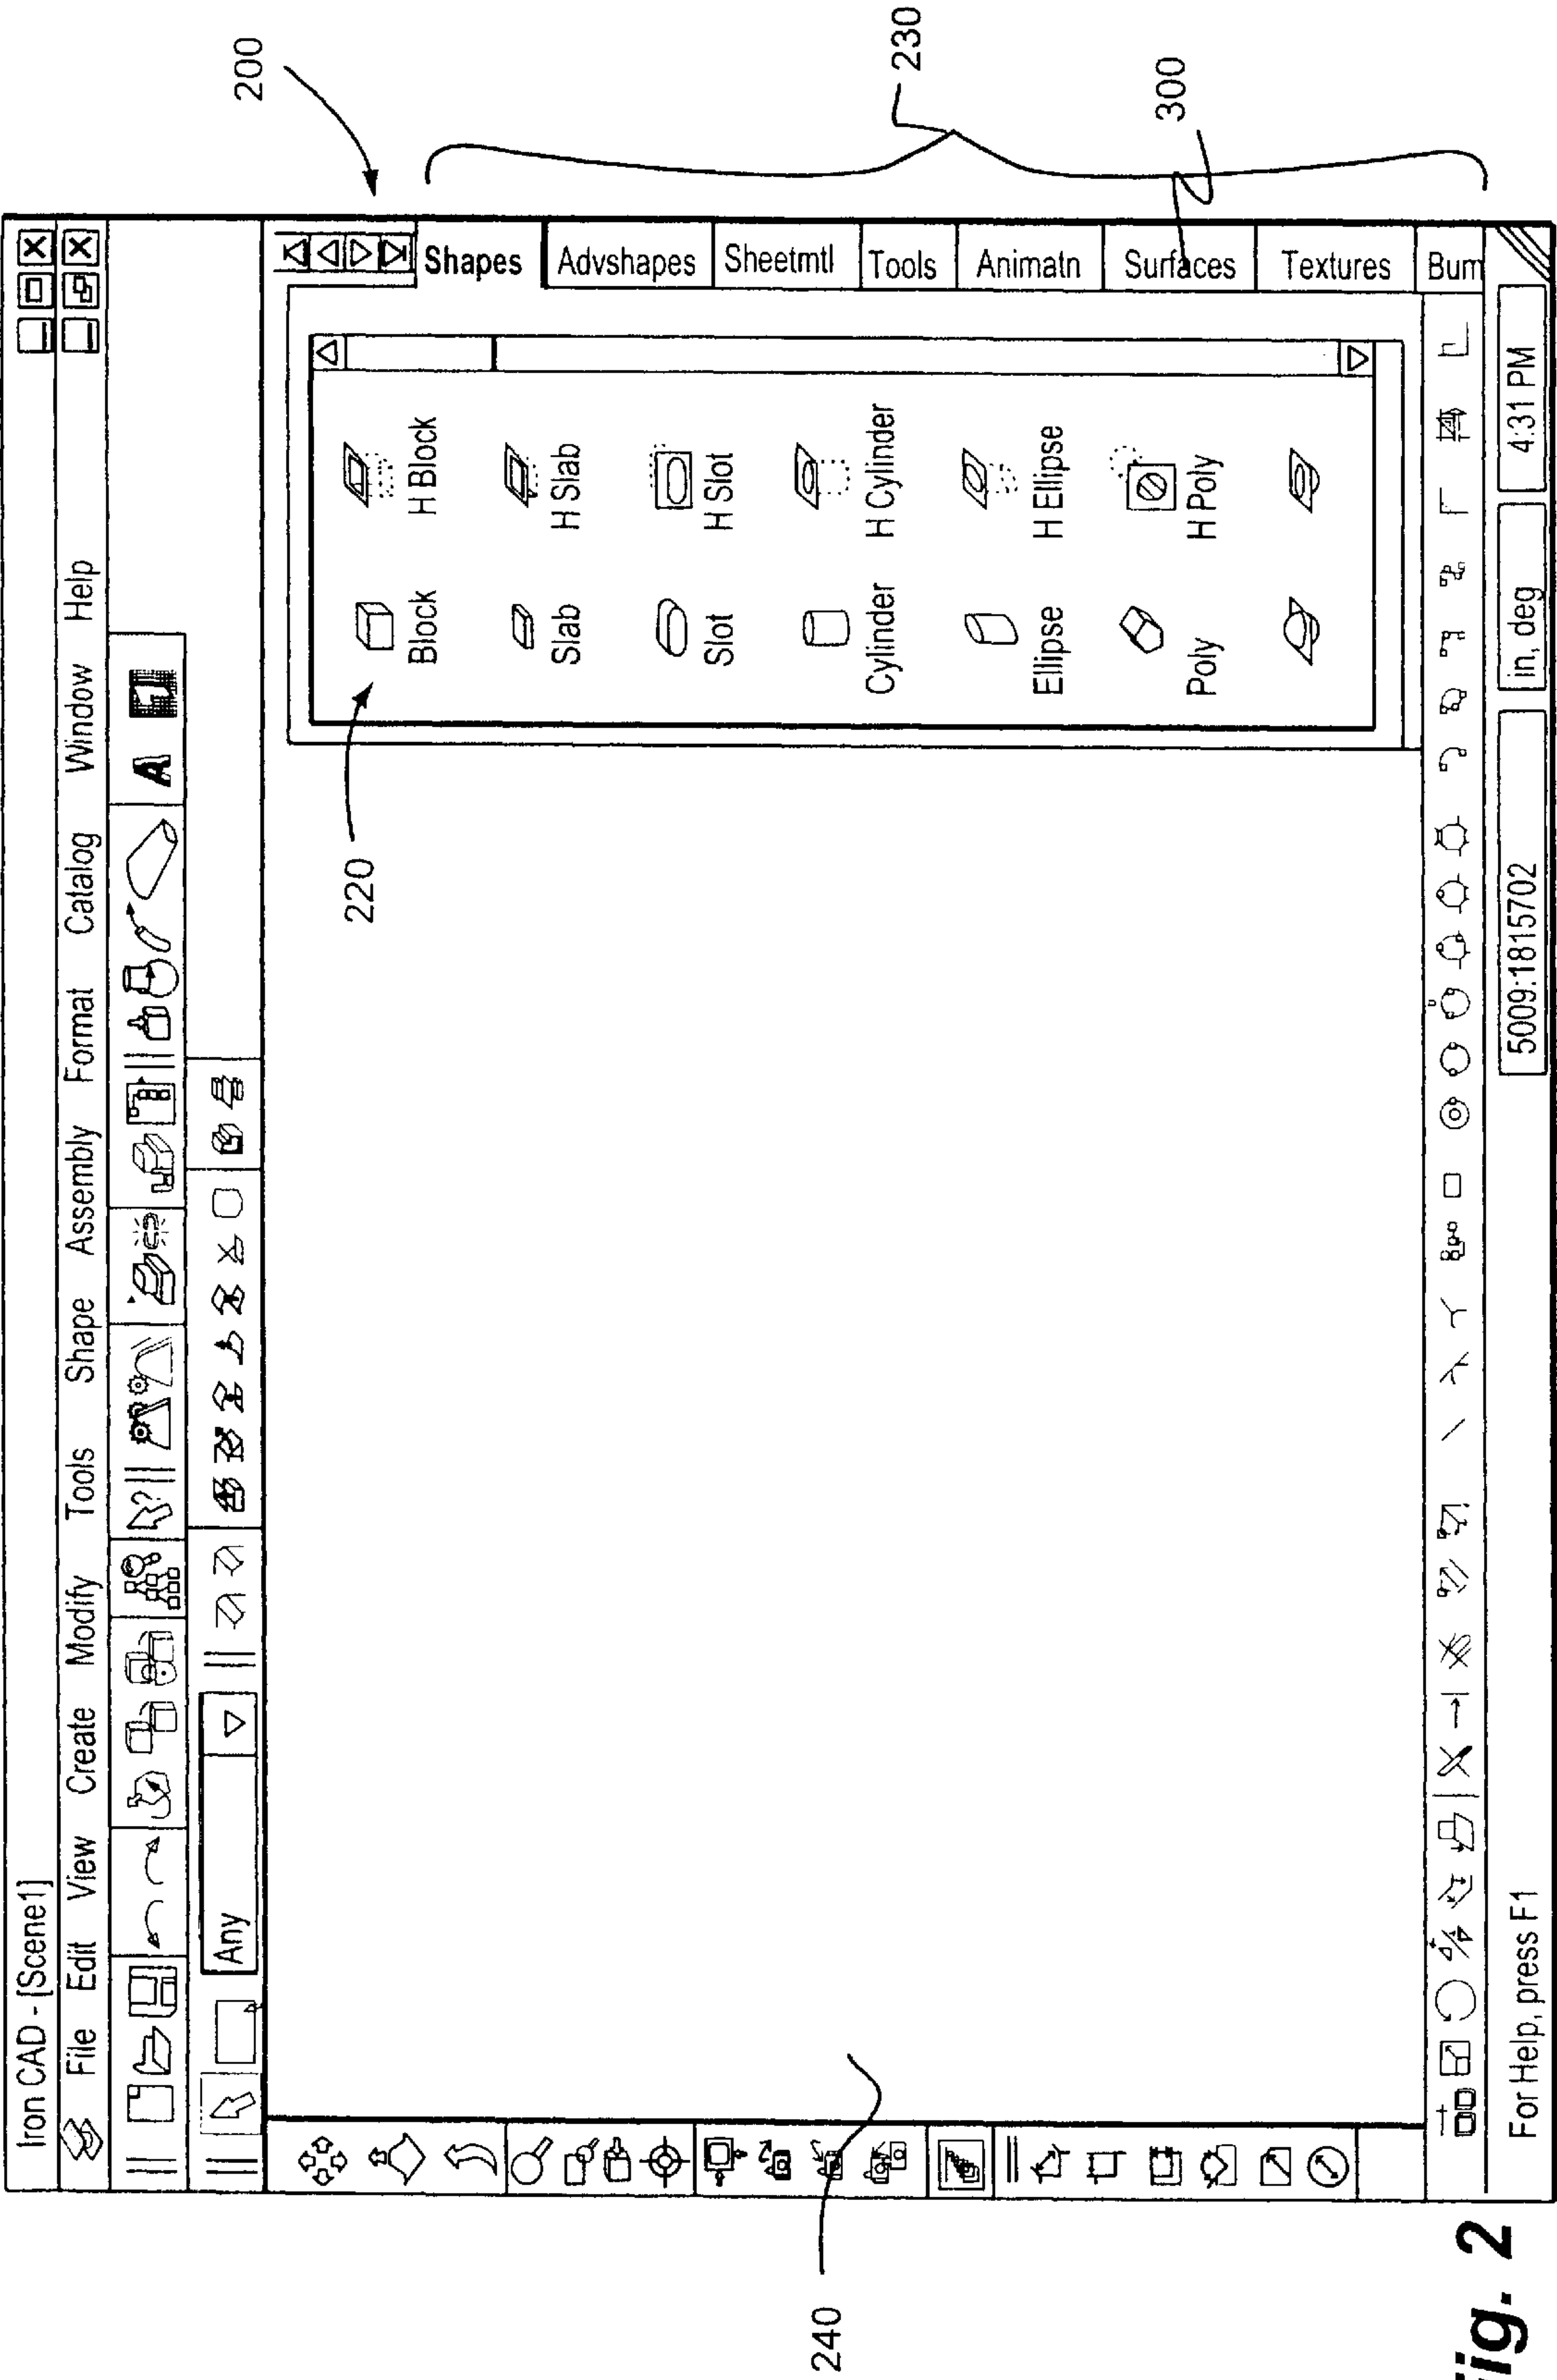 200
Iron CAD - [Scene1]
File Edit View Create Modify Tools Shape Assembly Format Catalog Window Help
A
Any
Shapes
Advshapes
Sheetmtl
Tools
Animatn
Surfaces
Textures
Bum
220
230
300
240
Block
H Block
Slab
H Slab
Slot
H Slot
Cylinder
H Cylinder
Ellipse
H Ellipse
Poly
H Poly
For Help, press F1
5009:1815702
in, deg
4:31 PM
ig. 2